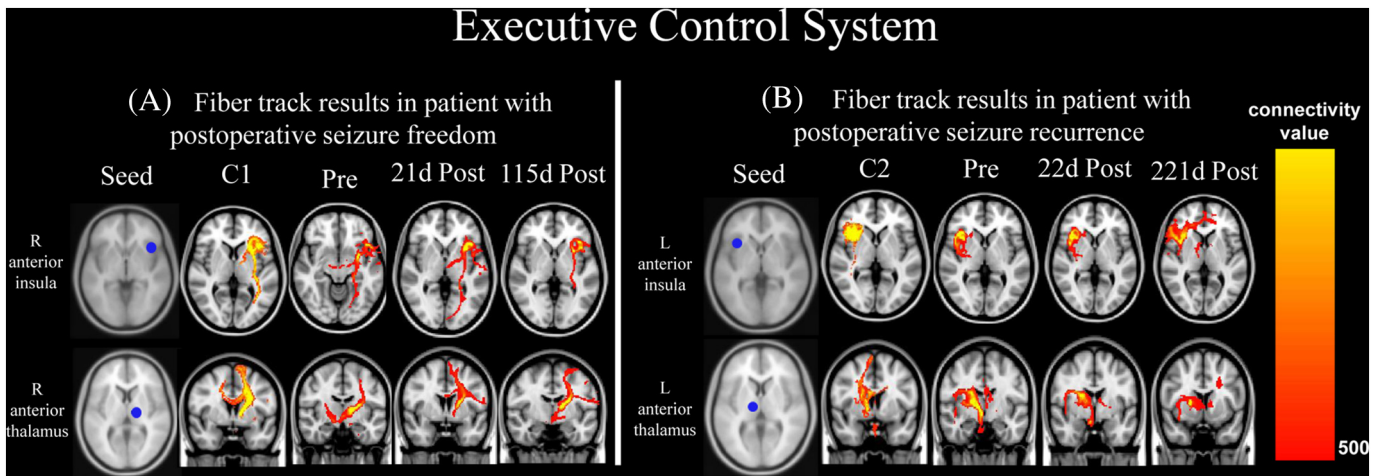 Executive Control System
(A) Fiber track results in patient with
postoperative seizure freedom
Seed C1 Pre 21d Post 115d Post
R
anterior
insula
R
anterior
thalamus
(B) Fiber track results in patient with
postoperative seizure recurrence
Seed C2 Pre 22d Post 221d Post
L
anterior
insula
L
anterior
thalamus
connectivity
value
500